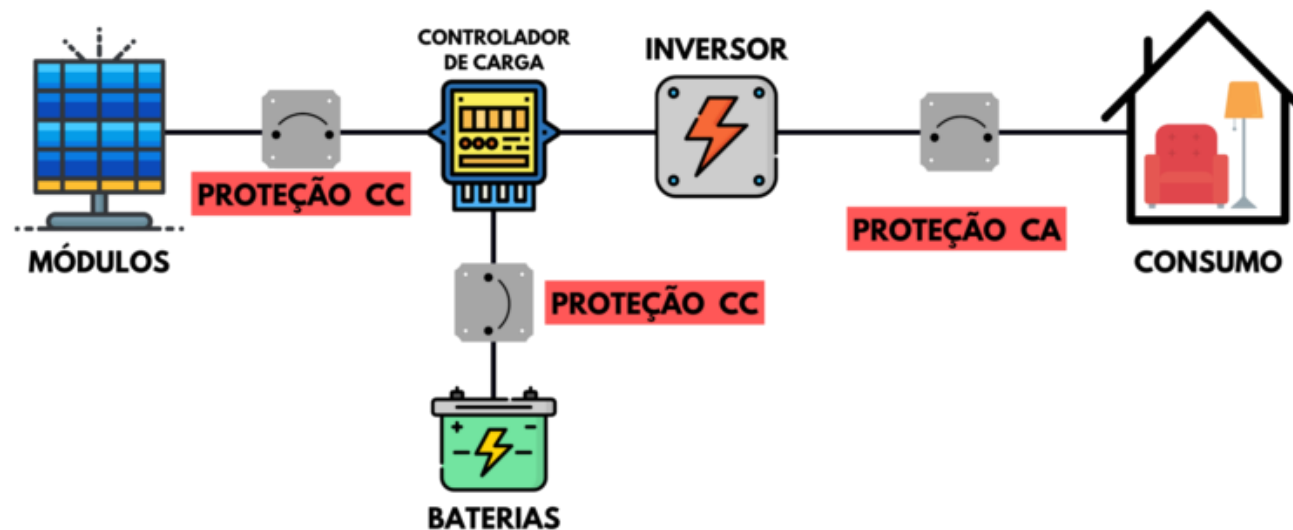 CONTROLADOR
DE CARGA
INVERSOR
PROTEÇÃO CC
PROTEÇÃO CA
MÓDULOS
CONSUMO
PROTEÇÃO CC
BATERIAS